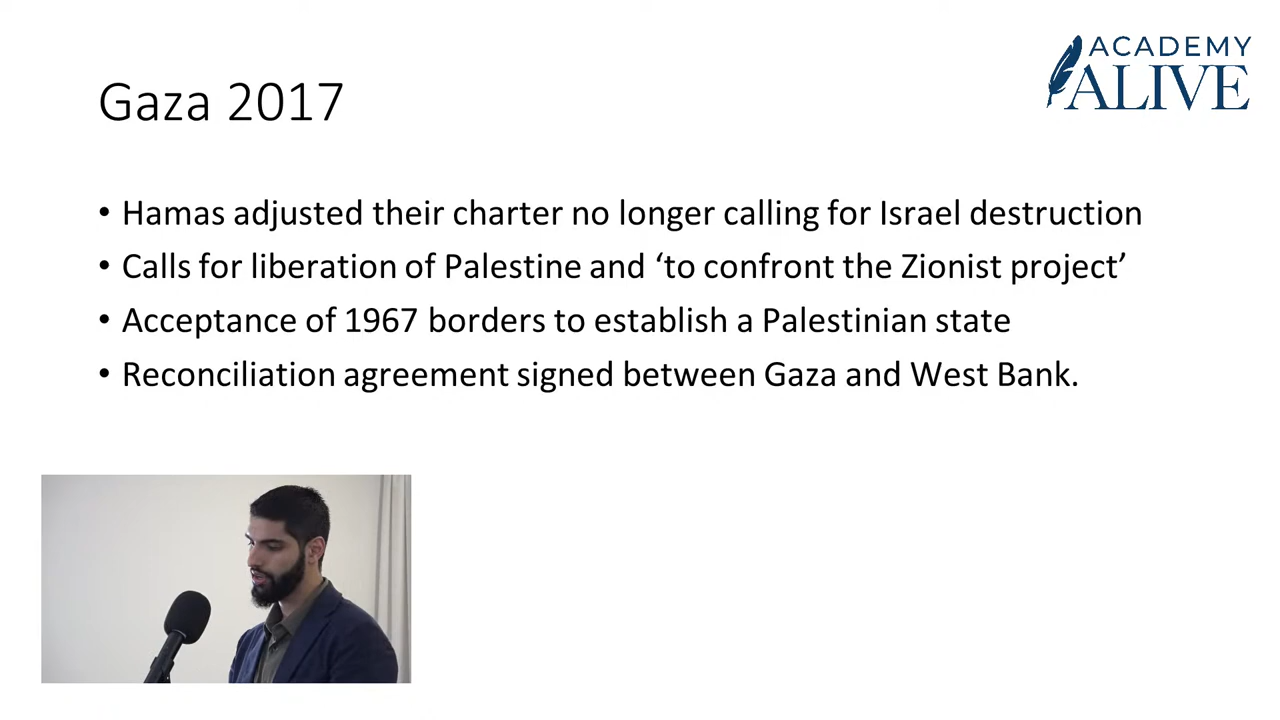 ACADEMY
ALIVE
Gaza 2017
• Hamas adjusted their charter no longer calling for Israel destruction
• Calls for liberation of Palestine and ‘to confront the Zionist project’
• Acceptance of 1967 borders to establish a Palestinian state
• Reconciliation agreement signed between Gaza and West Bank.